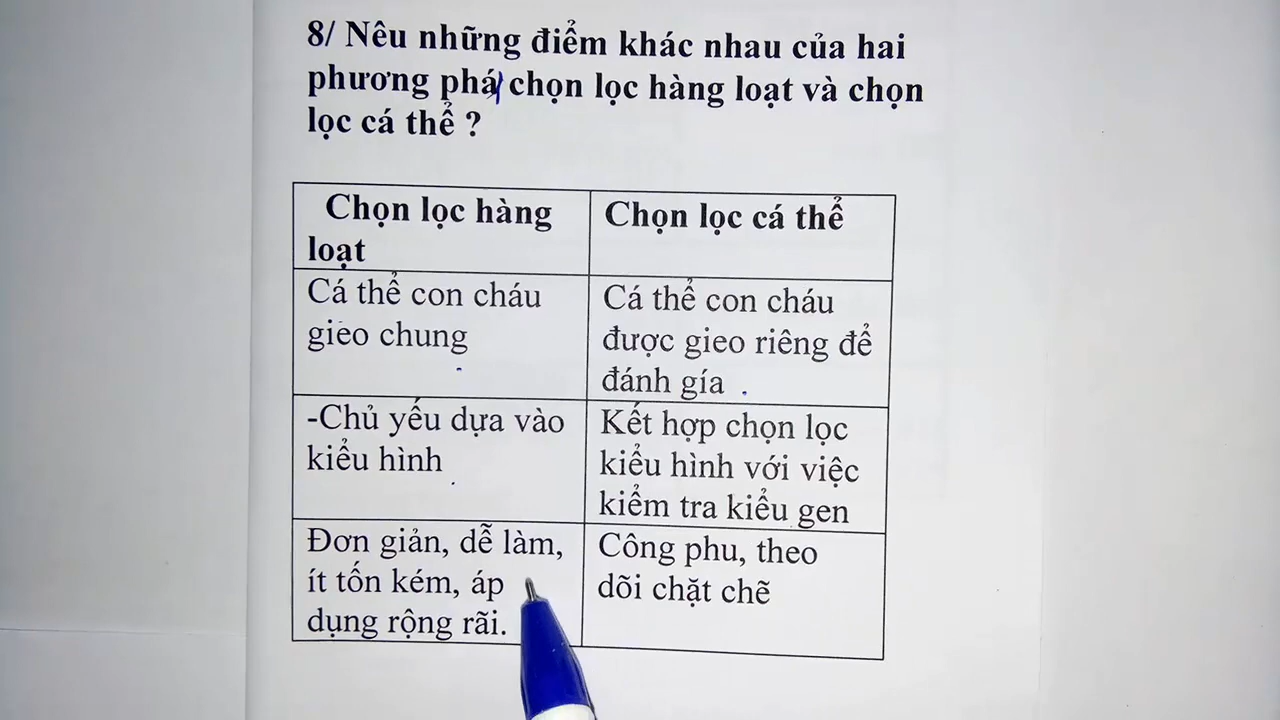 8/ Nêu những điểm khác nhau của hai
phương phá chọn lọc hàng loạt và chọn
lọc cá thể ?
Chọn lọc hàng
loạt
Chọn lọc cá thể
Cá thể con cháu
gieo chung
Cá thể con cháu
được gieo riêng để
đánh gía .
-Chủ yếu dựa vào
kiểu hình
Kết hợp chọn lọc
kiểu hình với việc
kiểm tra kiểu gen
Đơn giản, dễ làm,
ít tốn kém, áp
dụng rộng rãi.
Công phu, theo
dõi chặt chẽ